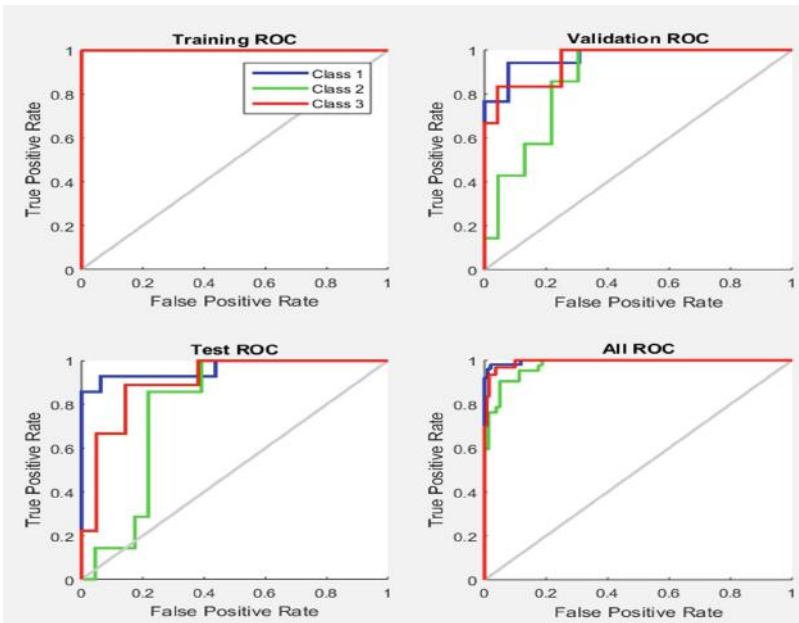 Training ROC
1
0.8
0.6
0.4
0.2
0
True Positive Rate
Class 1
Class 2
Class 3
0 0.2 0.4 0.6 0.8 1
False Positive Rate
Validation ROC
1
0.8
0.6
0.4
0.2
0
True Positive Rate
0 0.2 0.4 0.6 0.8 1
False Positive Rate
Test ROC
1
0.8
0.6
0.4
0.2
0
True Positive Rate
0 0.2 0.4 0.6 0.8 1
False Positive Rate
All ROC
1
0.8
0.6
0.4
0.2
0
True Positive Rate
0 0.2 0.4 0.6 0.8 1
False Positive Rate